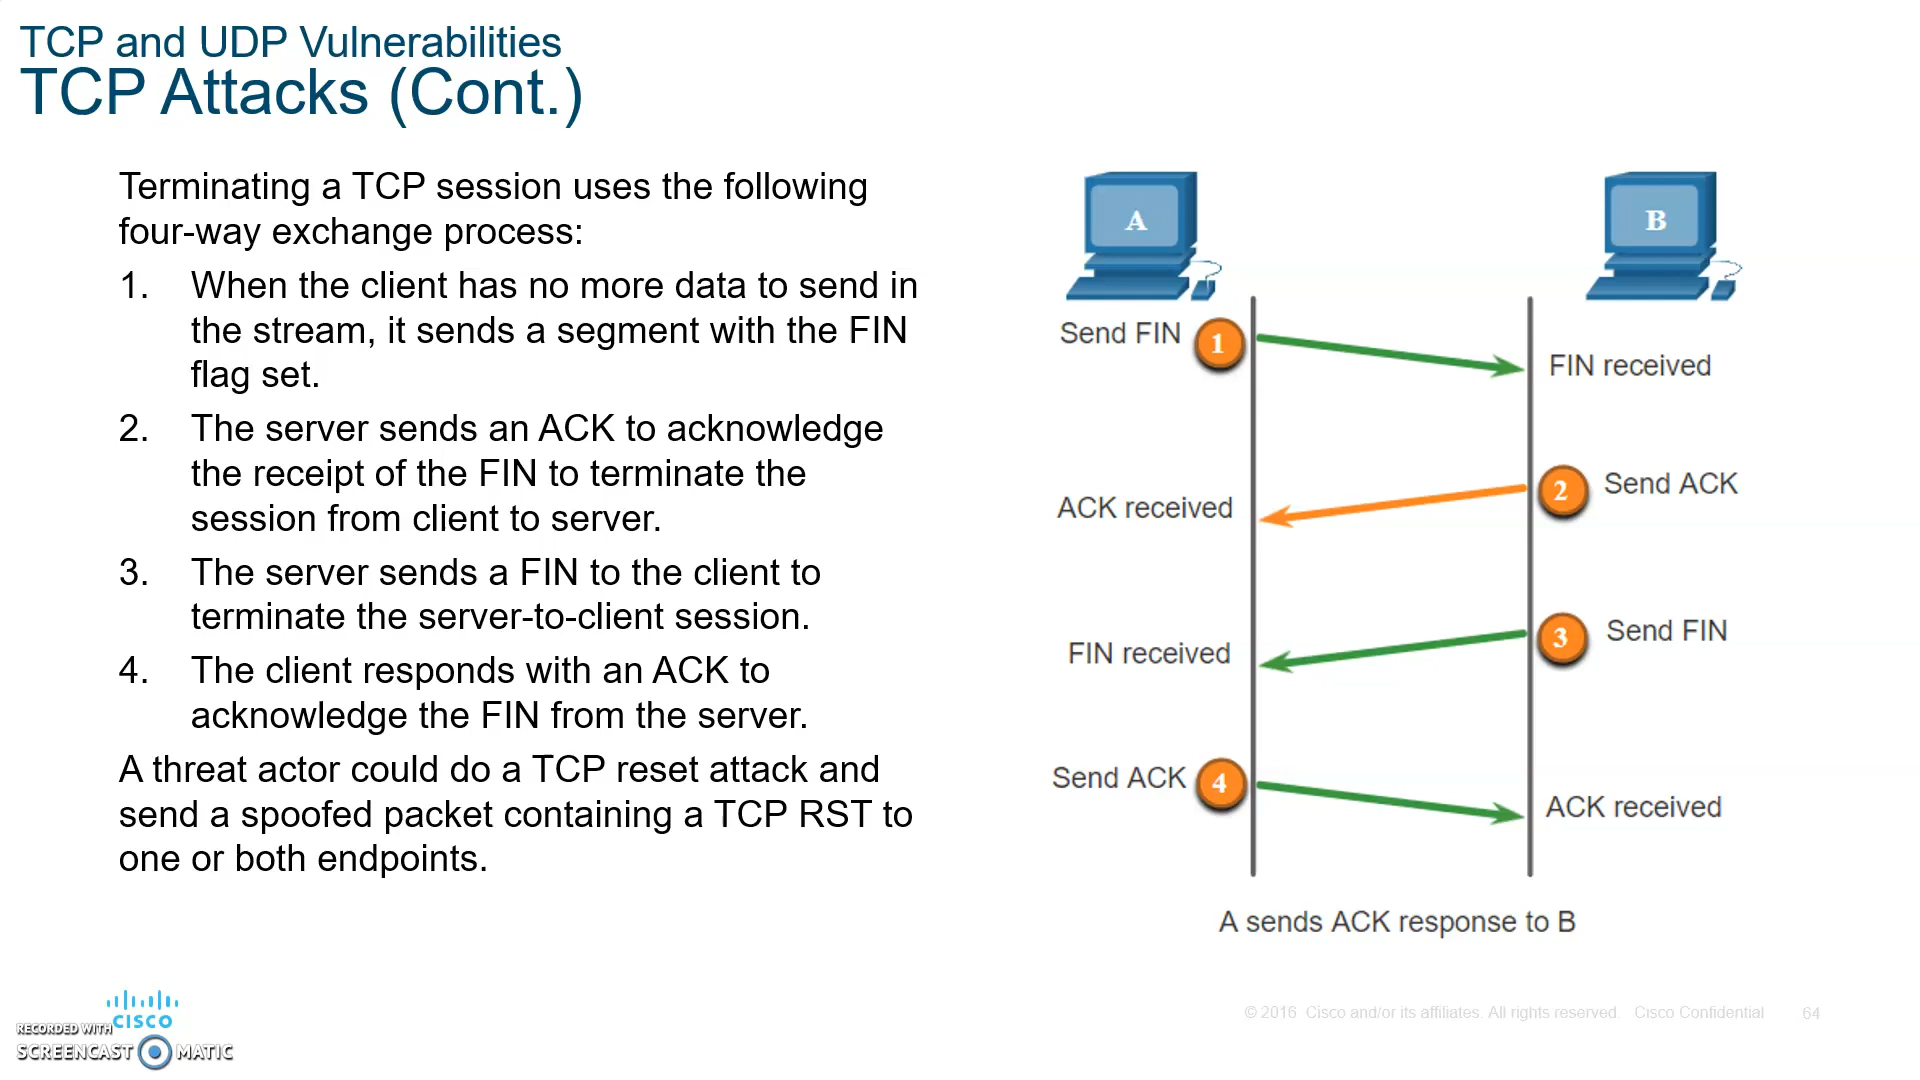 TCP and UDP Vulnerabilities
TCP Attacks (Cont.)
Terminating a TCP session uses the following
four-way exchange process:
1. When the client has no more data to send in
the stream, it sends a segment with the FIN
flag set.
2. The server sends an ACK to acknowledge
the receipt of the FIN to terminate the
session from client to server.
3. The server sends a FIN to the client to
terminate the server-to-client session.
4. The client responds with an ACK to
acknowledge the FIN from the server.
A threat actor could do a TCP reset attack and
send a spoofed packet containing a TCP RST to
one or both endpoints.
A
B
Send FIN 1
FIN received
2 Send ACK
ACK received
3 Send FIN
FIN received
Send ACK 4
ACK received
A sends ACK response to B
CISCO
RECORDED WITH
SCREENCAST MATIC
© 2016 Cisco and/or its affiliates. All rights reserved. Cisco Confidential 64